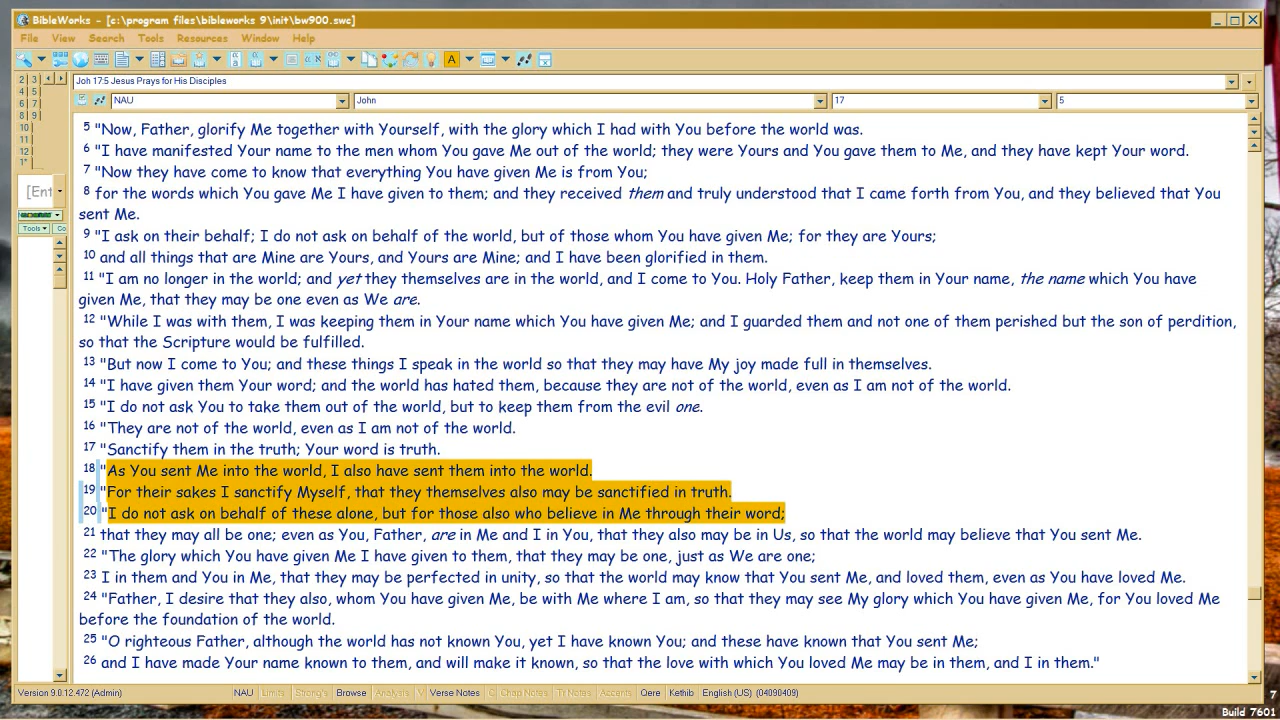 BibleWorks - [c:\program files\bibleworks 9\init\bw900.swc]
File View Search Tools Resources Window Help
A
Joh 17:5 Jesus Prays for His Disciples
NAU John 17 5
2 3
4 5
6 7
8 9
10
11
12
1*
[Ent
Tools Co
5 "Now, Father, glorify Me together with Yourself, with the glory which I had with You before the world was.
6 "I have manifested Your name to the men whom You gave Me out of the world; they were Yours and You gave them to Me, and they have kept Your word.
7 "Now they have come to know that everything You have given Me is from You;
8 for the words which You gave Me I have given to them; and they received them and truly understood that I came forth from You, and they believed that You
sent Me.
9 "I ask on their behalf; I do not ask on behalf of the world, but of those whom You have given Me; for they are Yours;
10 and all things that are Mine are Yours, and Yours are Mine; and I have been glorified in them.
11 "I am no longer in the world; and yet they themselves are in the world, and I come to You. Holy Father, keep them in Your name, the name which You have
given Me, that they may be one even as We are.
12 "While I was with them, I was keeping them in Your name which You have given Me; and I guarded them and not one of them perished but the son of perdition,
so that the Scripture would be fulfilled.
13 "But now I come to You; and these things I speak in the world so that they may have My joy made full in themselves.
14 "I have given them Your word; and the world has hated them, because they are not of the world, even as I am not of the world.
15 "I do not ask You to take them out of the world, but to keep them from the evil one.
16 "They are not of the world, even as I am not of the world.
17 "Sanctify them in the truth; Your word is truth.
18 "As You sent Me into the world, I also have sent them into the world.
19 "For their sakes I sanctify Myself, that they themselves also may be sanctified in truth.
20 "I do not ask on behalf of these alone, but for those also who believe in Me through their word;
21 that they may all be one; even as You, Father, are in Me and I in You, that they also may be in Us, so that the world may believe that You sent Me.
22 "The glory which You have given Me I have given to them, that they may be one, just as We are one;
23 I in them and You in Me, that they may be perfected in unity, so that the world may know that You sent Me, and loved them, even as You have loved Me.
24 "Father, I desire that they also, whom You have given Me, be with Me where I am, so that they may see My glory which You have given Me, for You loved Me
before the foundation of the world.
25 "O righteous Father, although the world has not known You, yet I have known You; and these have known that You sent Me;
26 and I have made Your name known to them, and will make it known, so that the love with which You loved Me may be in them, and I in them."
Version 9.0.12.472 (Admin) NAU Limits Strong's Browse Analysis V Verse Notes C Chap Notes Tr Notes Accents Qere Kethib English (US) (04090409)
7
Build 7601